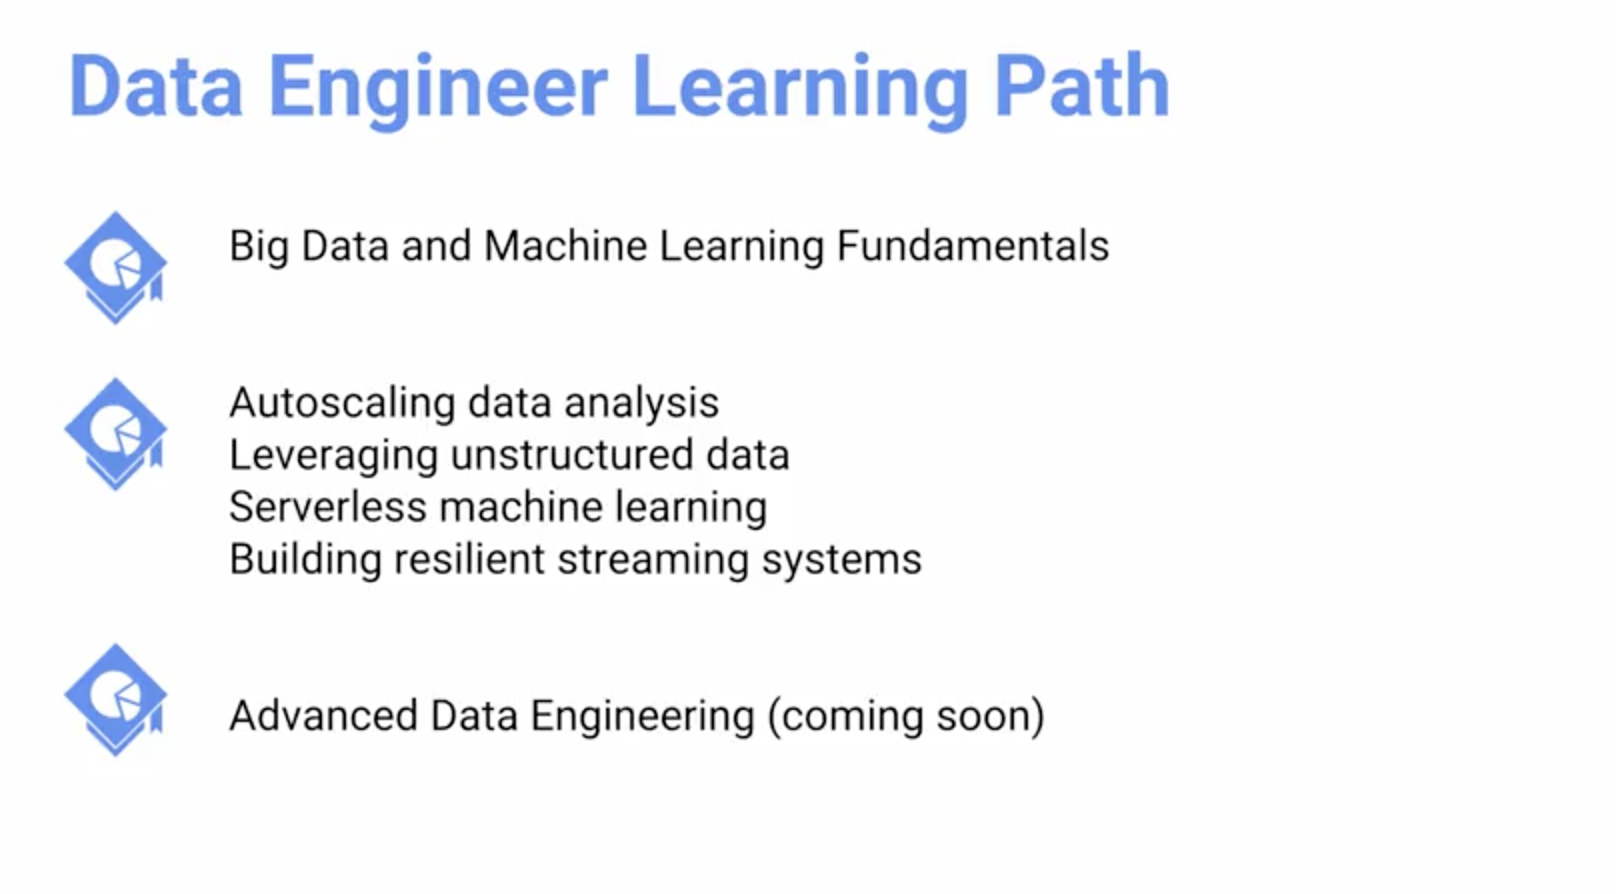 Data Engineer Learning Path
Big Data and Machine Learning Fundamentals
Autoscaling data analysis
Leveraging unstructured data
Serverless machine learning
Building resilient streaming systems
Advanced Data Engineering (coming soon)